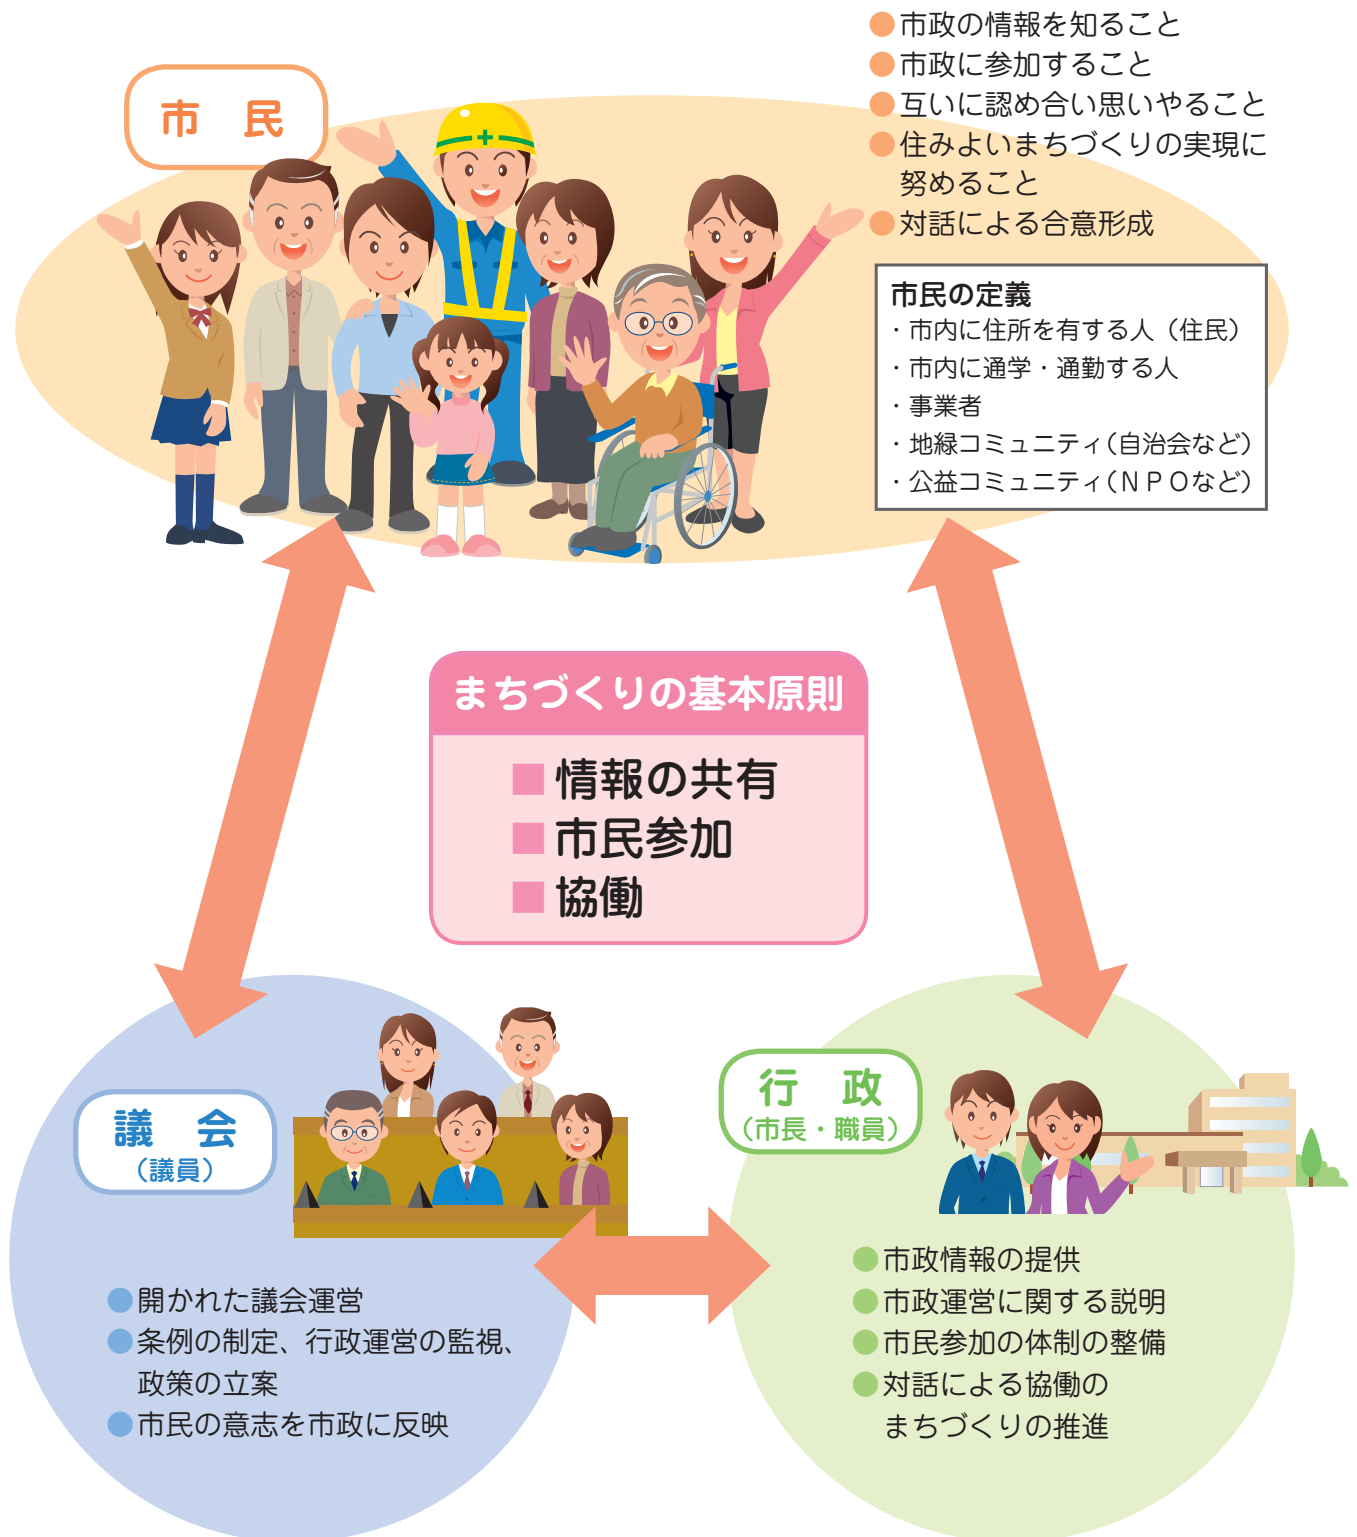 市　民
●市政の情報を知ること
●市政に参加すること
●互いに認め合い思いやること
●住みよいまちづくりの実現に
努めること
●対話による合意形成
市民の定義
・市内に住所を有する人（住民）
・市内に通学・通勤する人
・事業者
・地縁コミュニティ（自治会など）
・公益コミュニティ（ＮＰＯなど）
まちづくりの基本原則
■情報の共有
■市民参加
■協働
議　会
（議員）
●開かれた議会運営
●条例の制定、行政運営の監視、
政策の立案
●市民の意志を市政に反映
行　政
（市長・職員）
●市政情報の提供
●市政運営に関する説明
●市民参加の体制の整備
●対話による協働の
まちづくりの推進